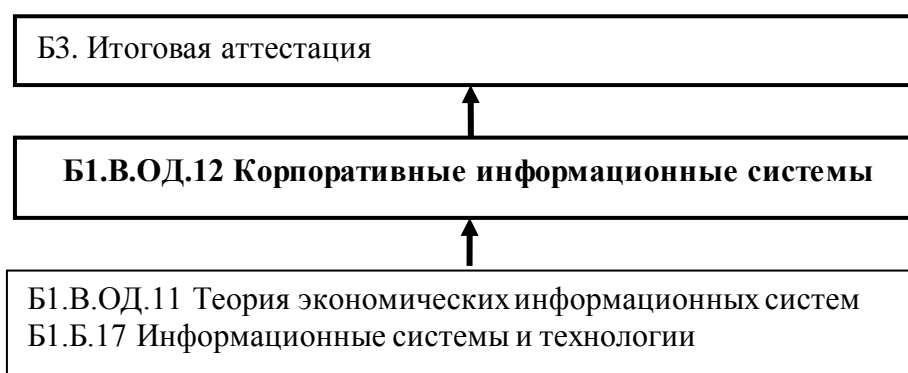 Б3. Итоговая аттестация
Б1.В.ОД.12 Корпоративные информационные системы
Б1.В.ОД.11 Теория экономических информационных систем
Б1.Б.17 Информационные системы и технологии